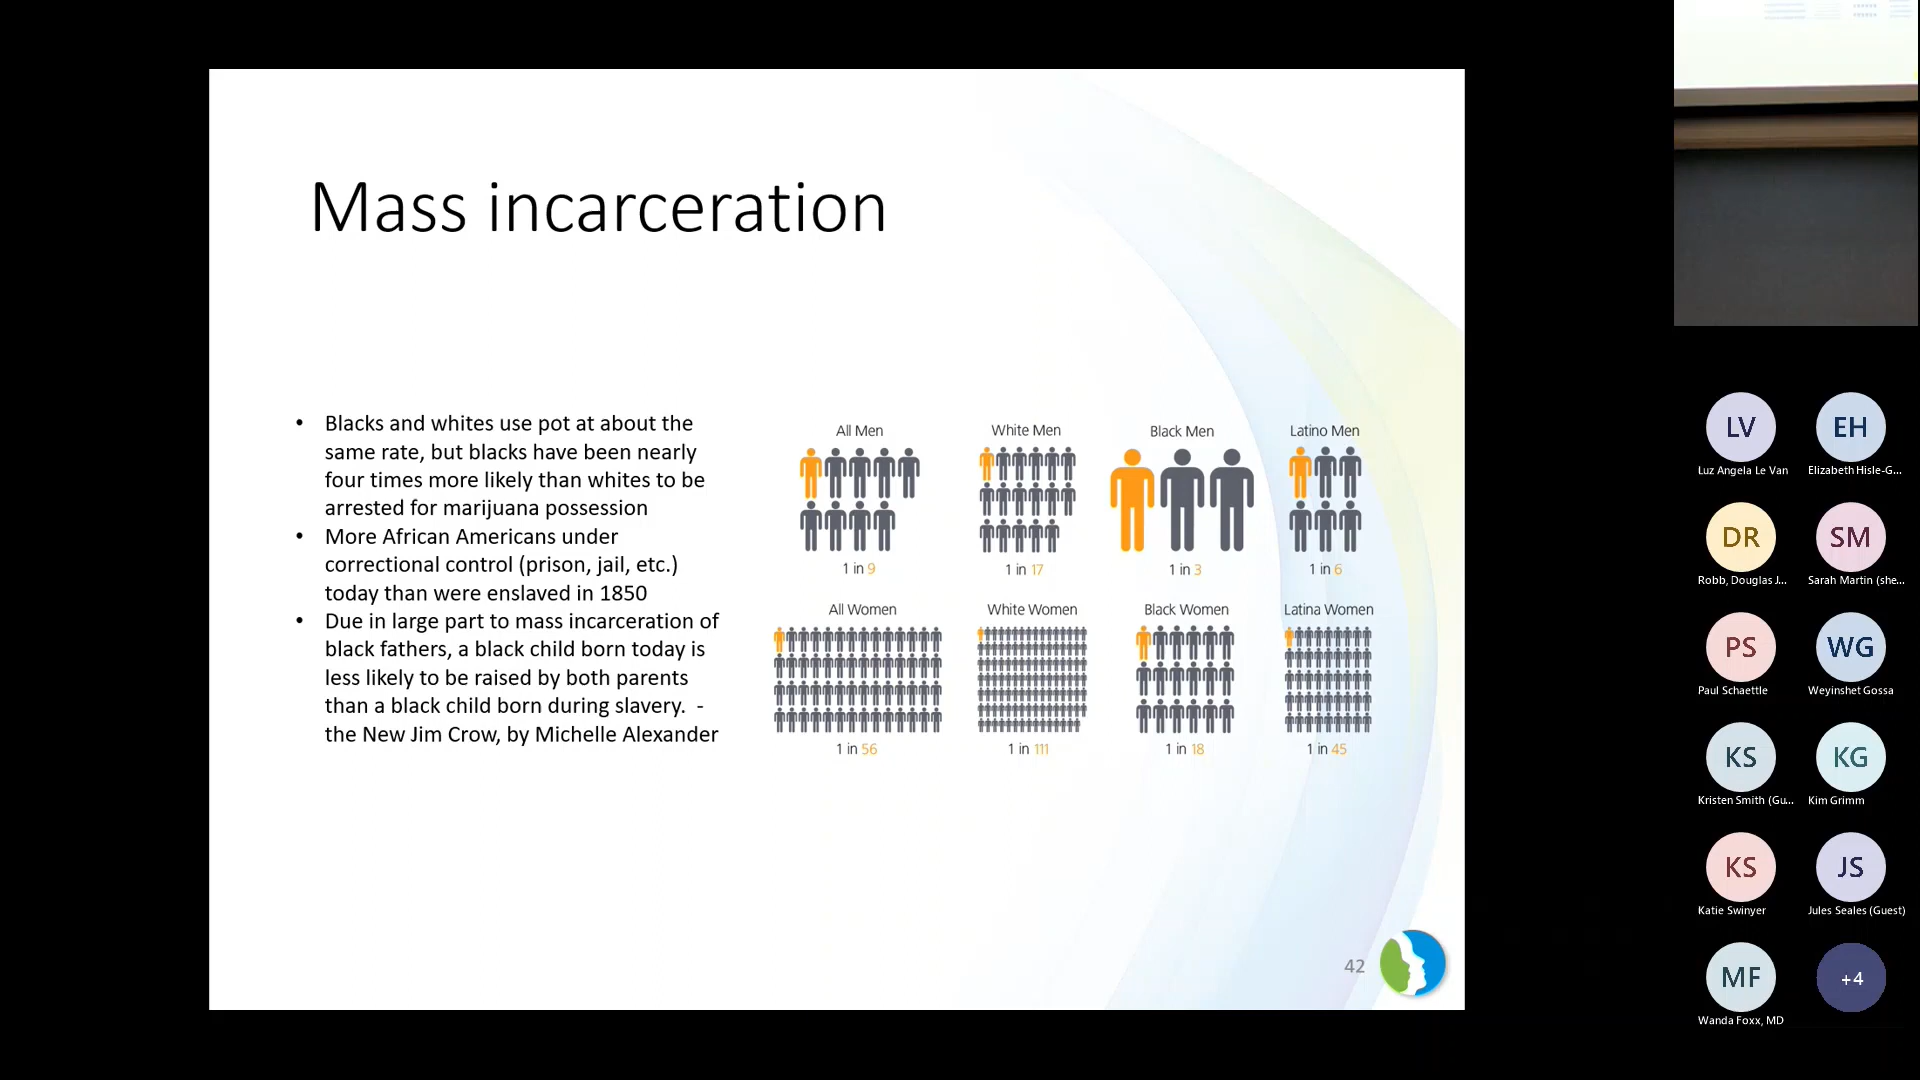 Mass incarceration
• Blacks and whites use pot at about the
same rate, but blacks have been nearly
four times more likely than whites to be
arrested for marijuana possession
• More African Americans under
correctional control (prison, jail, etc.)
today than were enslaved in 1850
• Due in large part to mass incarceration of
black fathers, a black child born today is
less likely to be raised by both parents
than a black child born during slavery. -
the New Jim Crow, by Michelle Alexander
All Men
1 in 9
White Men
1 in 17
Black Men
1 in 3
Latino Men
1 in 6
All Women
1 in 56
White Women
1 in 111
Black Women
1 in 18
Latina Women
1 in 45
42
LV
Luz Angela Le Van
EH
Elizabeth Hisle-G...
DR
Robb, Douglas J...
SM
Sarah Martin (she...
PS
Paul Schaettle
WG
Weyinshet Gossa
KS
Kristen Smith (Gu...
KG
Kim Grimm
KS
Katie Swinyer
JS
Jules Seales (Guest)
MF
Wanda Foxx, MD
+4